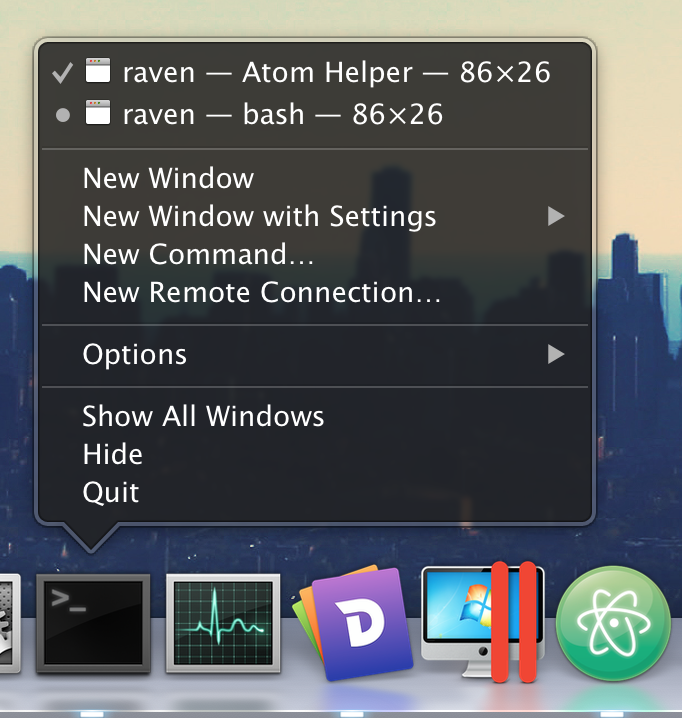 raven — Atom Helper — 86×26
raven — bash — 86×26
New Window
New Window with Settings
New Command...
New Remote Connection...
Options
Show All Windows
Hide
Quit
>_
D